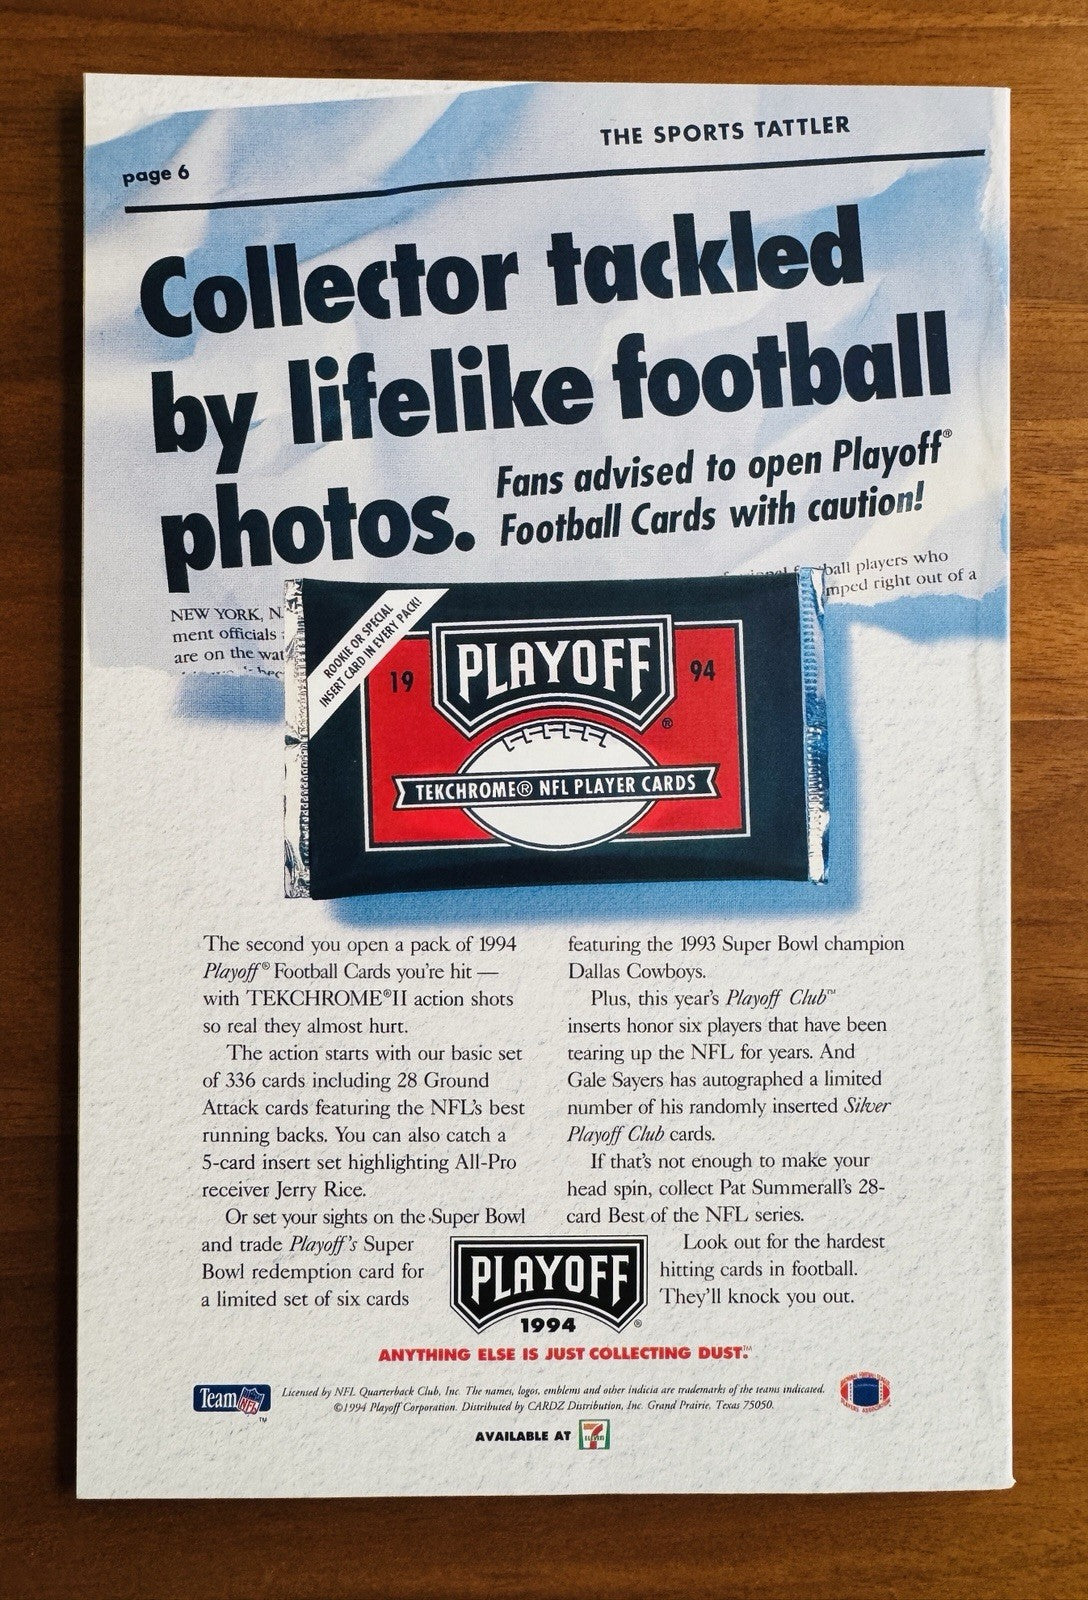 THE SPORTS TATTLER
page 6
Collector tackled
by lifelike football
photos.
Fans advised to open Playoff®
Football Cards with caution!
ball players who
mped right out of a
NEW YORK, N.
ment officials
are on the wat
ROOKIE OR SPECIAL
INSERT CARD IN EVERY PACK!
19 PLAYOFF® 94
TEKCHROME® NFL PLAYER CARDS
The second you open a pack of 1994
Playoff® Football Cards you're hit —
with TEKCHROME®II action shots
so real they almost hurt.
The action starts with our basic set
of 336 cards including 28 Ground
Attack cards featuring the NFL's best
running backs. You can also catch a
5-card insert set highlighting All-Pro
receiver Jerry Rice.
Or set your sights on the Super Bowl
and trade Playoff's Super
Bowl redemption card for
a limited set of six cards
featuring the 1993 Super Bowl champion
Dallas Cowboys.
Plus, this year's Playoff Club™
inserts honor six players that have been
tearing up the NFL for years. And
Gale Sayers has autographed a limited
number of his randomly inserted Silver
Playoff Club cards.
If that's not enough to make your
head spin, collect Pat Summerall's 28-
card Best of the NFL series.
Look out for the hardest
hitting cards in football.
They'll knock you out.
PLAYOFF
1994 ®
ANYTHING ELSE IS JUST COLLECTING DUST.™
Team NFL ™
Licensed by NFL Quarterback Club, Inc. The names, logos, emblems and other indicia are trademarks of the teams indicated.
©1994 Playoff Corporation. Distributed by CARDZ Distribution, Inc. Grand Prairie, Texas 75050.
AVAILABLE AT 7 ELEVEN